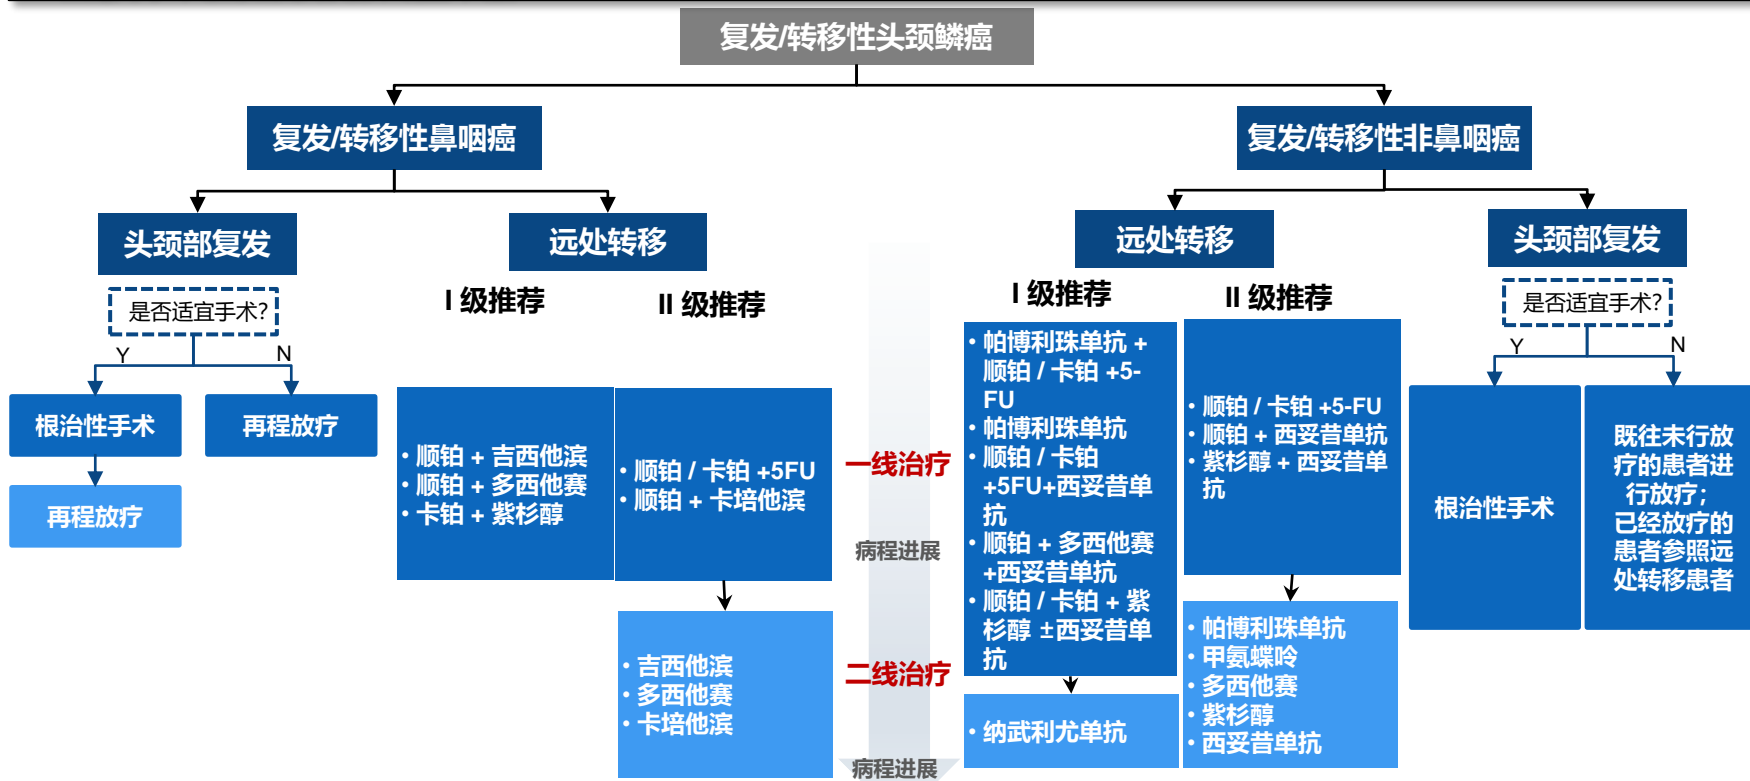 复发/转移性头颈鳞癌
复发/转移性鼻咽癌
复发/转移性非鼻咽癌
头颈部复发
远处转移
远处转移
头颈部复发
是否适宜手术?
I 级推荐
II 级推荐
I 级推荐
II 级推荐
是否适宜手术?
Y
N
Y
N
根治性手术
再程放疗
再程放疗
• 顺铂 + 吉西他滨
• 顺铂 + 多西他赛
• 卡铂 + 紫杉醇
• 顺铂 / 卡铂 +5FU
• 顺铂 + 卡培他滨
• 吉西他滨
• 多西他赛
• 卡培他滨
一线治疗
病程进展
二线治疗
病程进展
• 帕博利珠单抗 +
顺铂 / 卡铂 +5-
FU
• 帕博利珠单抗
• 顺铂 / 卡铂
+5FU+西妥昔单
抗
• 顺铂 + 多西他赛
+西妥昔单抗
• 顺铂 / 卡铂 + 紫
杉醇 ±西妥昔单
抗
• 纳武利尤单抗
• 顺铂 / 卡铂 +5-FU
• 顺铂 + 西妥昔单抗
• 紫杉醇 + 西妥昔单
抗
• 帕博利珠单抗
• 甲氨蝶呤
• 多西他赛
• 紫杉醇
• 西妥昔单抗
根治性手术
既往未行放
疗的患者进
行放疗；
已经放疗的
患者参照远
处转移患者